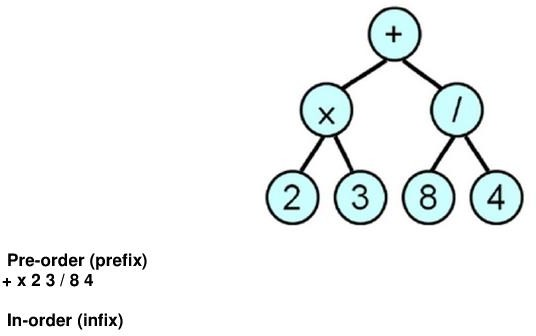 +
x /
2 3 8 4
Pre-order (prefix)
+ x 2 3 / 8 4
In-order (infix)